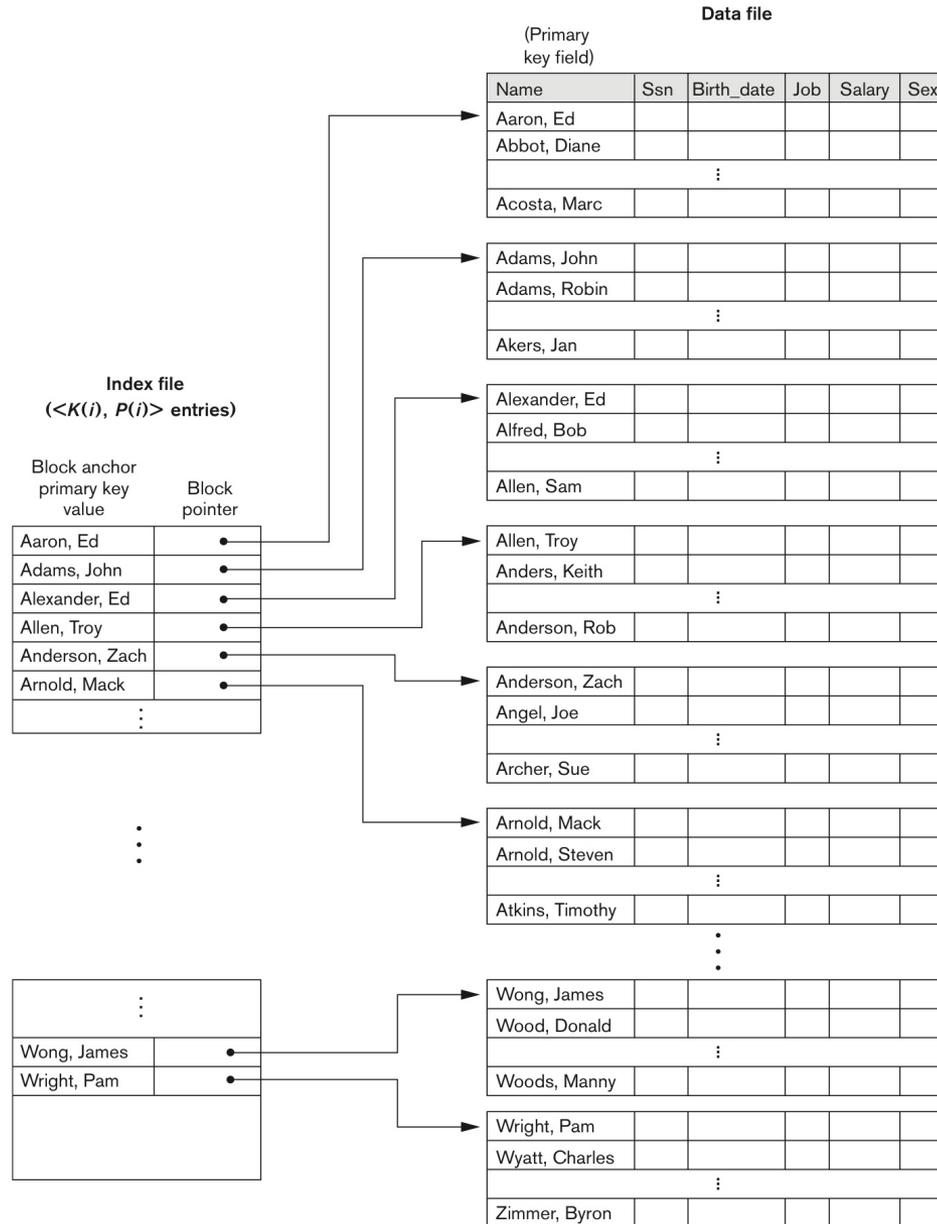 Data file
(Primary
key field)
Name Ssn Birth_date Job Salary Sex
Aaron, Ed
Abbot, Diane
Acosta, Marc
Adams, John
Adams, Robin
Akers, Jan
Alexander, Ed
Alfred, Bob
Allen, Sam
Allen, Troy
Anders, Keith
Anderson, Rob
Anderson, Zach
Angel, Joe
Archer, Sue
Arnold, Mack
Arnold, Steven
Atkins, Timothy
Wong, James
Wood, Donald
Woods, Manny
Wright, Pam
Wyatt, Charles
Zimmer, Byron
Index file
(<K(i), P(i)> entries)
Block anchor
primary key
value
Block
pointer
Aaron, Ed
Adams, John
Alexander, Ed
Allen, Troy
Anderson, Zach
Arnold, Mack
Wong, James
Wright, Pam